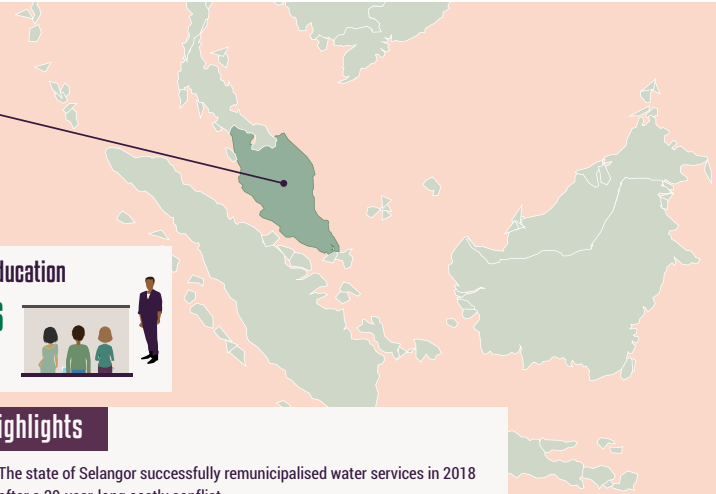 ducation
ighlights
The state of Selangor successfully remunicipalised water services in 2018